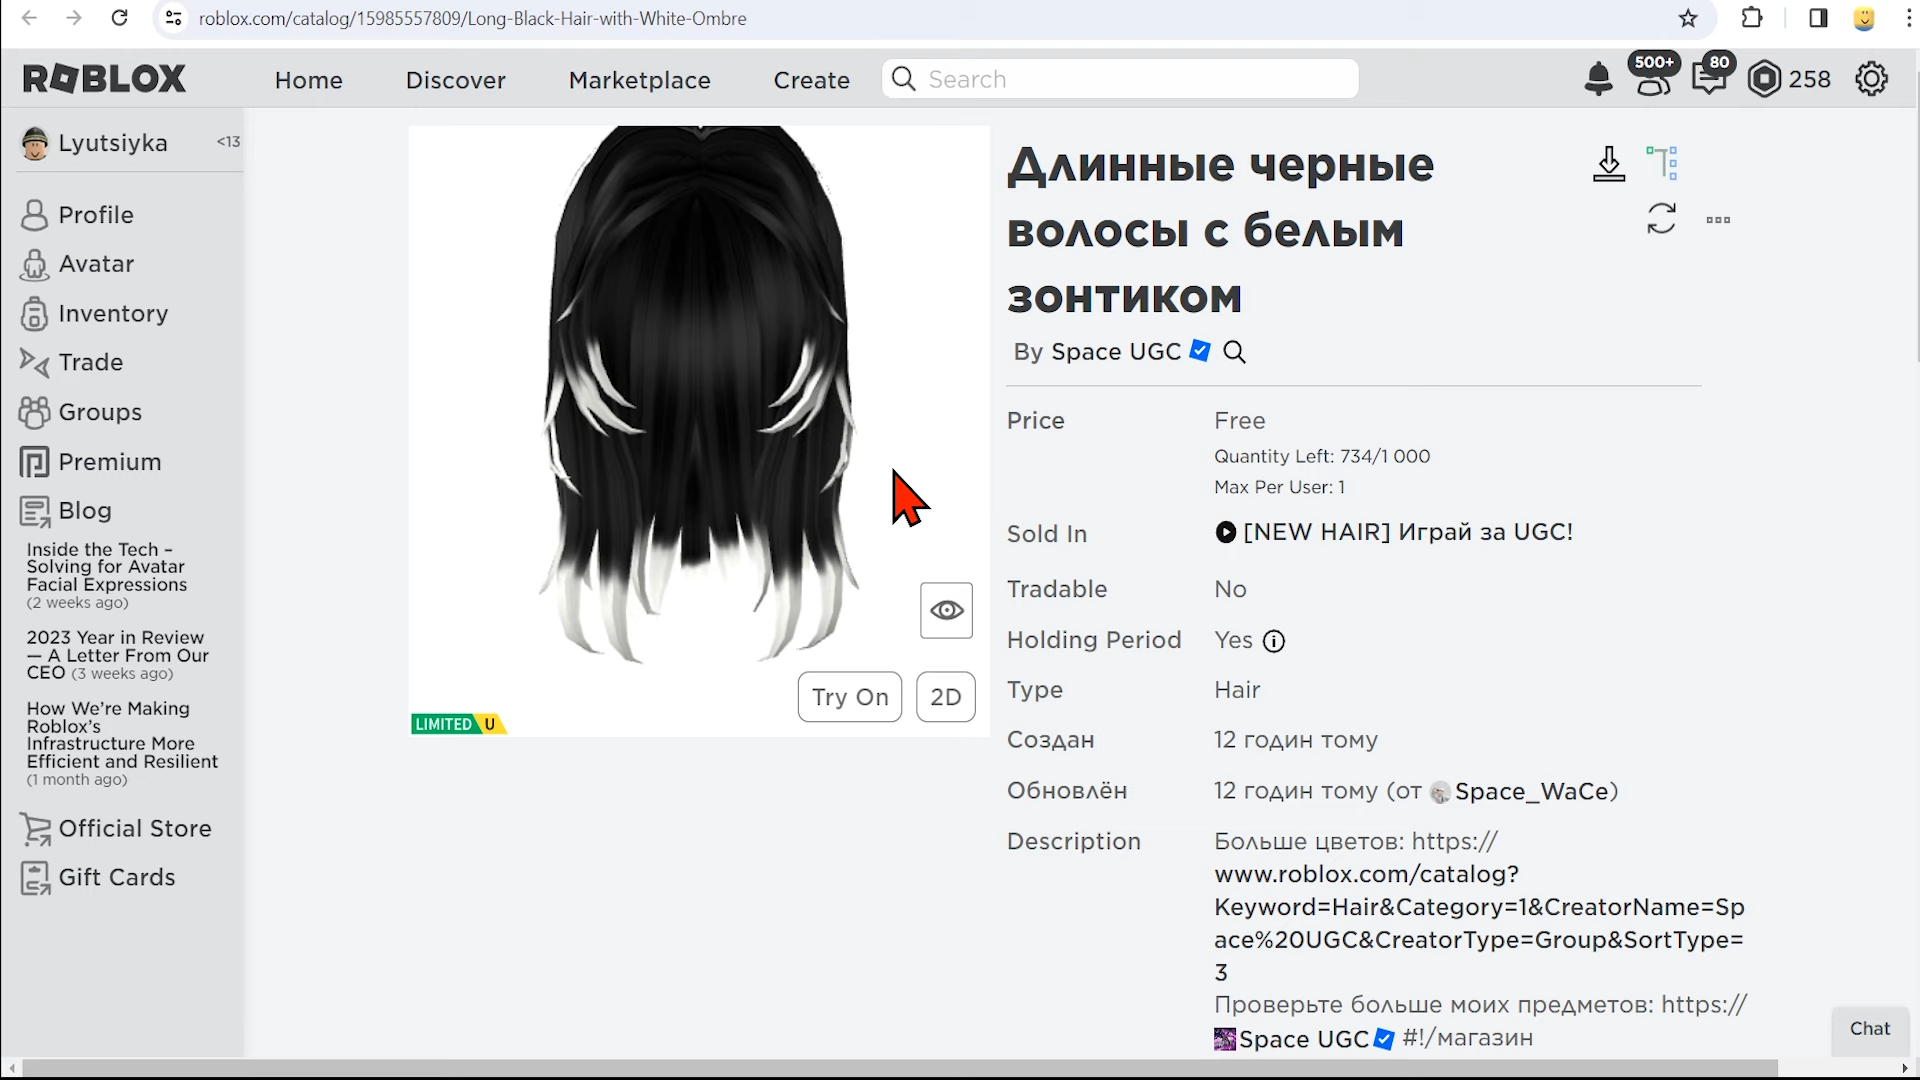 roblox.com/catalog/15985557809/Long-Black-Hair-with-White-Ombre
ROBLOX
Home
Discover
Marketplace
Create
Search
500+
80
258
Lyutsiyka
<13
Profile
Avatar
Inventory
Trade
Groups
Premium
Blog
Inside the Tech –
Solving for Avatar
Facial Expressions
(2 weeks ago)
2023 Year in Review
— A Letter From Our
CEO (3 weeks ago)
How We’re Making
Roblox’s
Infrastructure More
Efficient and Resilient
(1 month ago)
Official Store
Gift Cards
Try On
2D
LIMITED U
Длинные черные
волосы с белым
зонтиком
By Space UGC
Price
Free
Quantity Left: 734/1 000
Max Per User: 1
Sold In
[NEW HAIR] Играй за UGC!
Tradable
No
Holding Period
Yes
Type
Hair
Создан
12 годин тому
Обновлён
12 годин тому (от Space_WaCe)
Description
Больше цветов: https://
www.roblox.com/catalog?
Keyword=Hair&Category=1&CreatorName=Sp
ace%20UGC&CreatorType=Group&SortType=
3
Проверьте больше моих предметов: https://
Space UGC #!/магазин
Chat